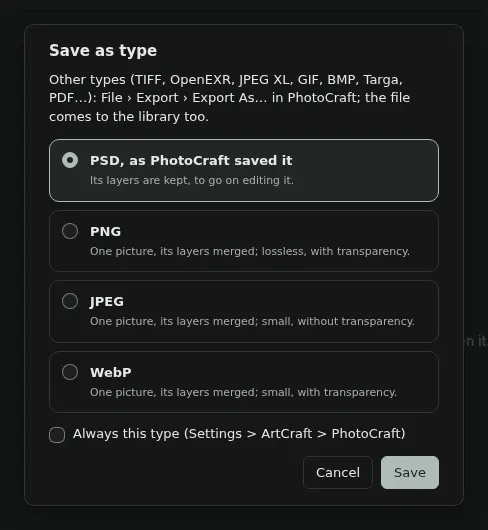 Save as type
Other types (TIFF, OpenEXR, JPEG XL, GIF, BMP, Targa,
PDF…): File › Export › Export As… in PhotoCraft; the file
comes to the library too.
PSD, as PhotoCraft saved it
Its layers are kept, to go on editing it.
PNG
One picture, its layers merged; lossless, with transparency.
JPEG
One picture, its layers merged; small, without transparency.
en it.
WebP
One picture, its layers merged; small, with transparency.
Always this type (Settings > ArtCraft > PhotoCraft)
Cancel
Save